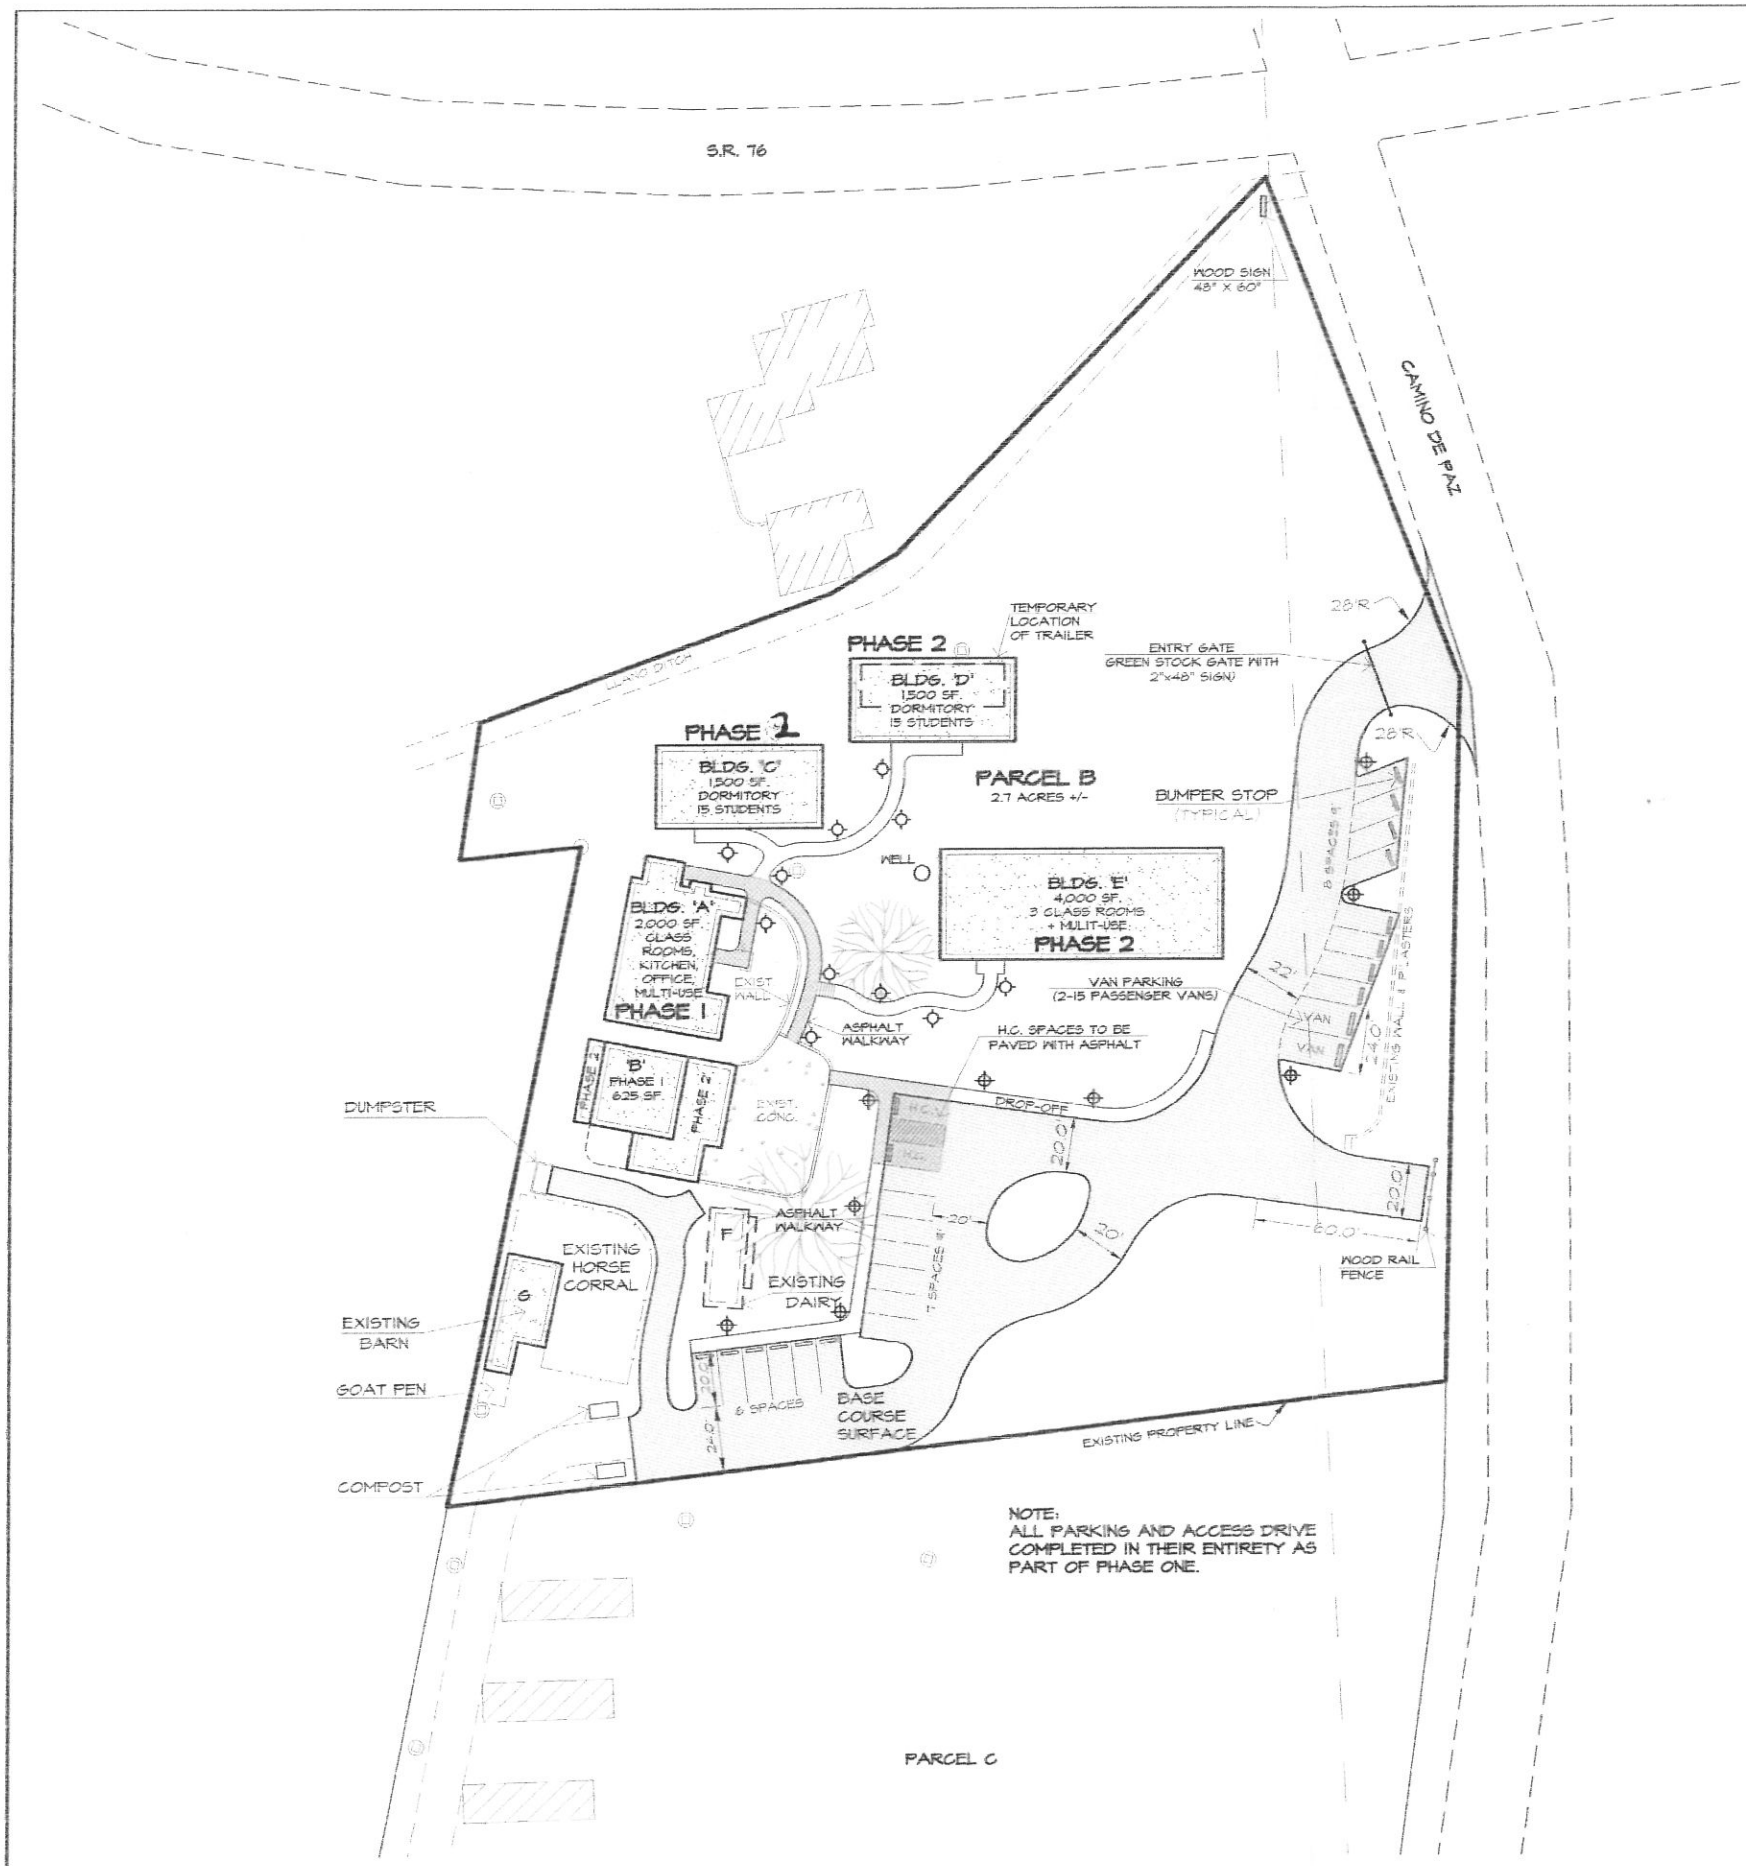 S.R. 76
WOOD SIGN
48" X 60"
CAMINO DE PAZ
28'R
TEMPORARY
LOCATION
OF TRAILER
ENTRY GATE
GREEN STOCK GATE WITH
2"x48" SIGN)
PHASE 2
BLDG. 'D'
1,500 SF.
DORMITORY
15 STUDENTS
LLANO DITCH
PHASE 2
BLDG. 'C'
1,500 SF.
DORMITORY
15 STUDENTS
28'R
PARCEL B
2.7 ACRES +/-
BUMPER STOP
(TYPICAL)
8 SPACES
WELL
BLDG. 'E'
4,000 SF.
3 CLASS ROOMS
+ MULIT-USE
PHASE 2
BLDG. 'A'
2,000 SF.
CLASS
ROOMS,
KITCHEN,
OFFICE,
MULTI-USE
PHASE 1
EXIST
WALL
22'
VAN PARKING
(2-15 PASSENGER VANS)
VAN
VAN
24.0'
EXISTING WALL & PLASTERS
ASPHALT
WALKWAY
H.C. SPACES TO BE
PAVED WITH ASPHALT
PHASE 2
'B'
PHASE 1
625 SF.
PHASE 2
EXIST.
CONC.
DUMPSTER
H.C.
H.C.
DROP-OFF
20.0'
20.0'
ASPHALT
WALKWAY
20'
20'
60.0'
7 SPACES
F
EXISTING
HORSE
CORRAL
EXISTING
DAIRY
WOOD RAIL
FENCE
G
EXISTING
BARN
GOAT PEN
20.0'
6 SPACES
24.0'
BASE
COURSE
SURFACE
EXISTING PROPERTY LINE
COMPOST
NOTE:
ALL PARKING AND ACCESS DRIVE
COMPLETED IN THEIR ENTIRETY AS
PART OF PHASE ONE.
PARCEL C